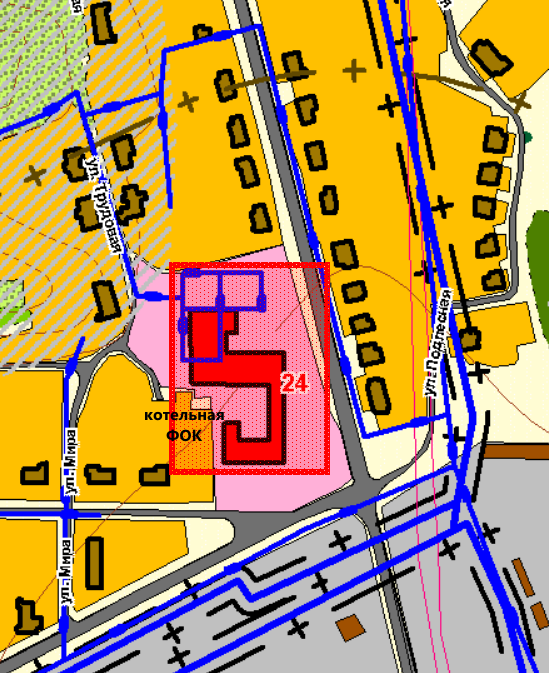 ул. Трудовая
24
ул. Подлесная
котельная
ФОК
ул. Мира
ул. Мира